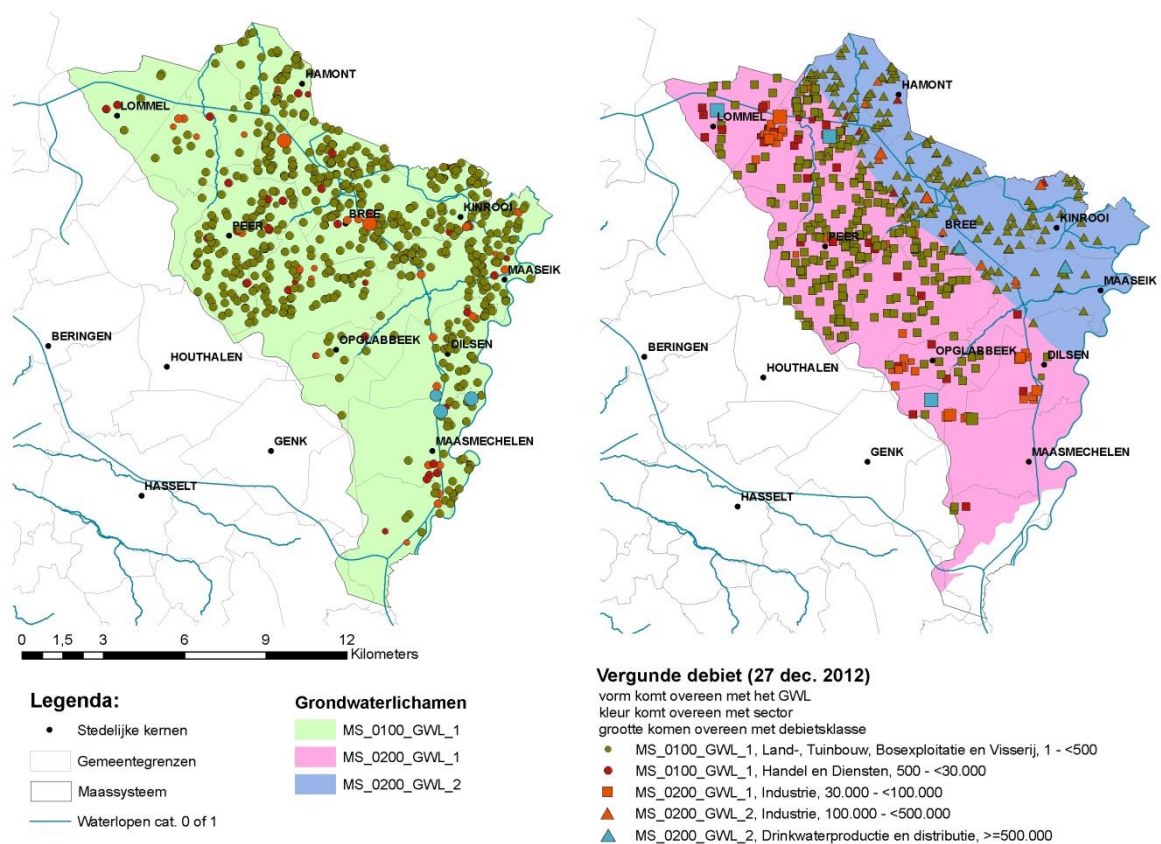 HAMONT
LOMMEL
PEER
BREE
KINROOI
MAASEIK
BERINGEN
HOUTHALEN
OPGLABBEEK
DILSEN
GENK
MAASMECHELEN
HASSELT
0 1,5 3 6 9 12
Kilometers
HAMONT
LOMMEL
PEER
BREE
KINROOI
MAASEIK
BERINGEN
HOUTHALEN
OPGLABBEEK
DILSEN
GENK
MAASMECHELEN
HASSELT
Legenda:
Stedelijke kernen
Gemeentegrenzen
Maassysteem
Waterlopen cat. 0 of 1
Grondwaterlichamen
MS_0100_GWL_1
MS_0200_GWL_1
MS_0200_GWL_2
Vergunde debiet (27 dec. 2012)
vorm komt overeen met het GWL
kleur komt overeen met sector
grootte komen overeen met debietsklasse
MS_0100_GWL_1, Land-, Tuinbouw, Bosexploitatie en Visserij, 1 - <500
MS_0100_GWL_1, Handel en Diensten, 500 - <30.000
MS_0200_GWL_1, Industrie, 30.000 - <100.000
MS_0200_GWL_2, Industrie, 100.000 - <500.000
MS_0200_GWL_2, Drinkwaterproductie en distributie, >=500.000